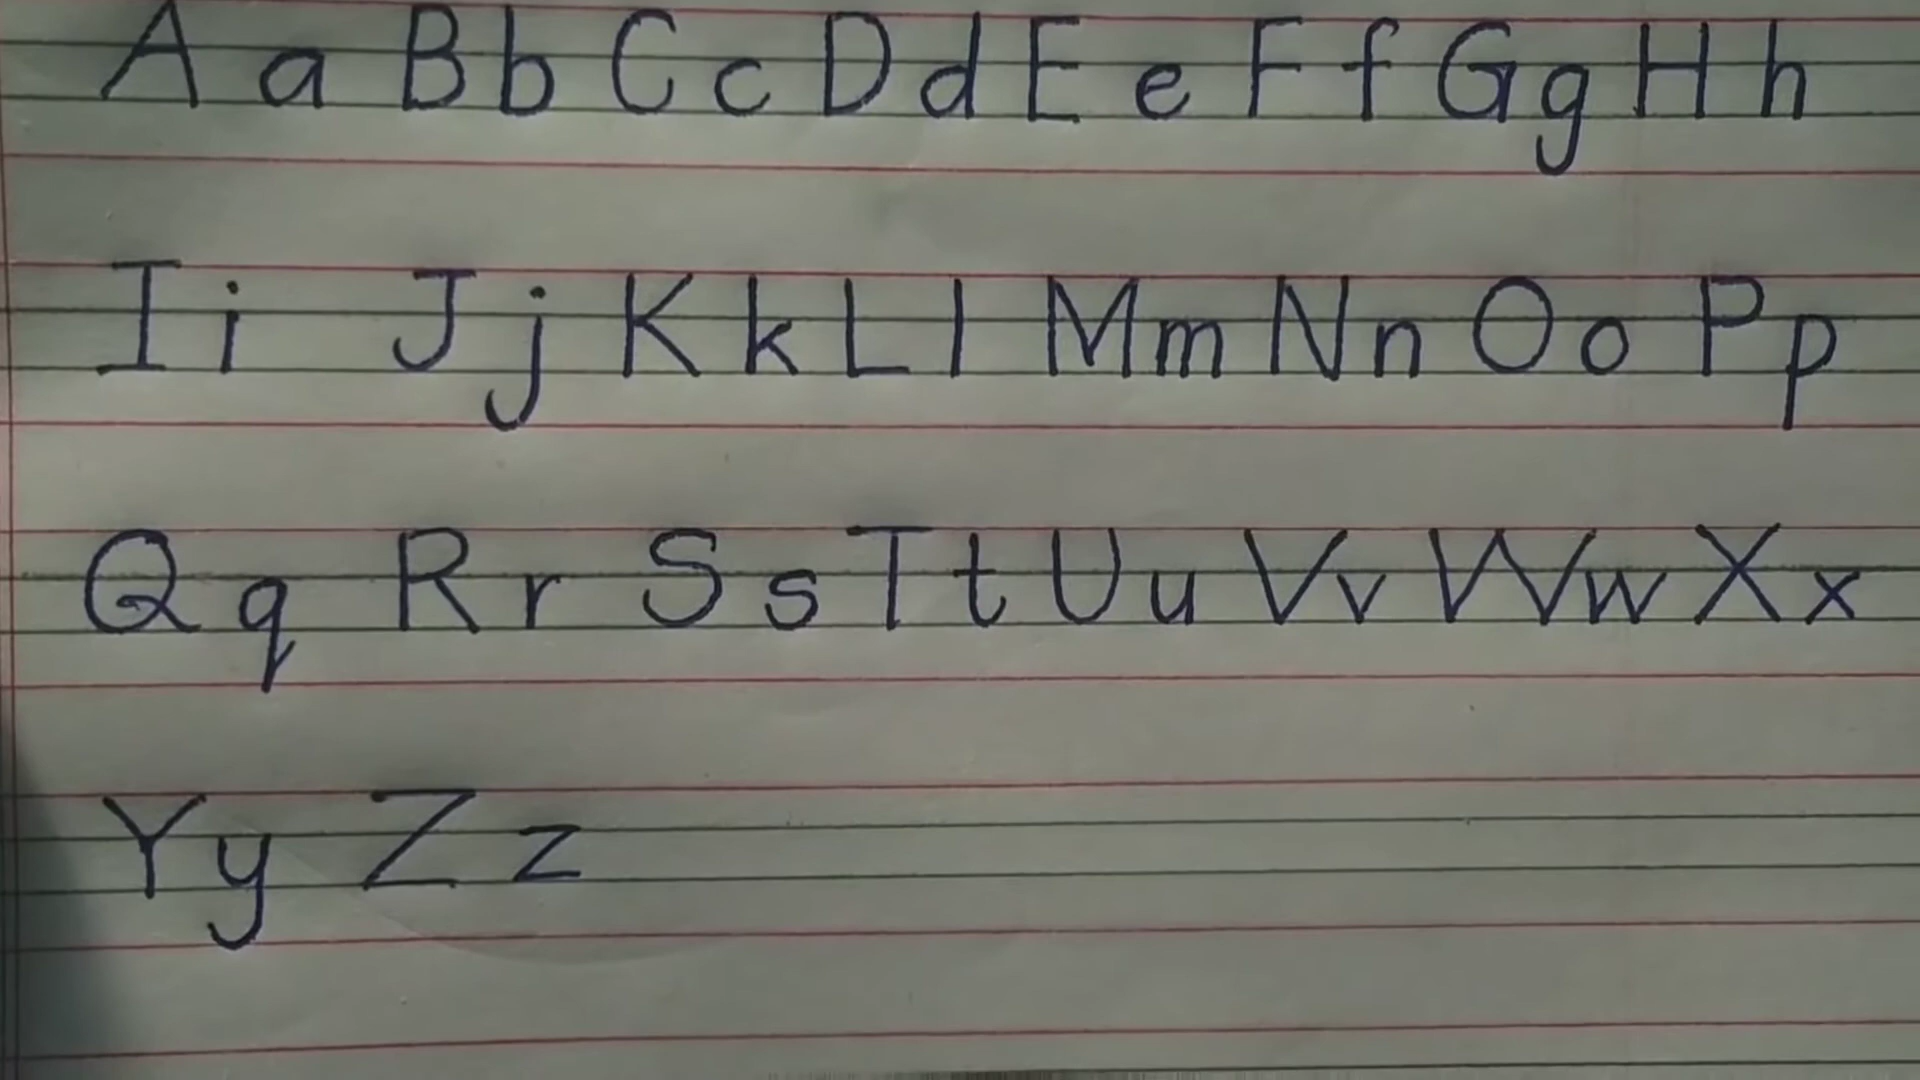 A a B b C c D d E e F f G g H h
I i J j K k L l M m N n O o P p
Q q R r S s T t U u V v W w X x
Y y Z z